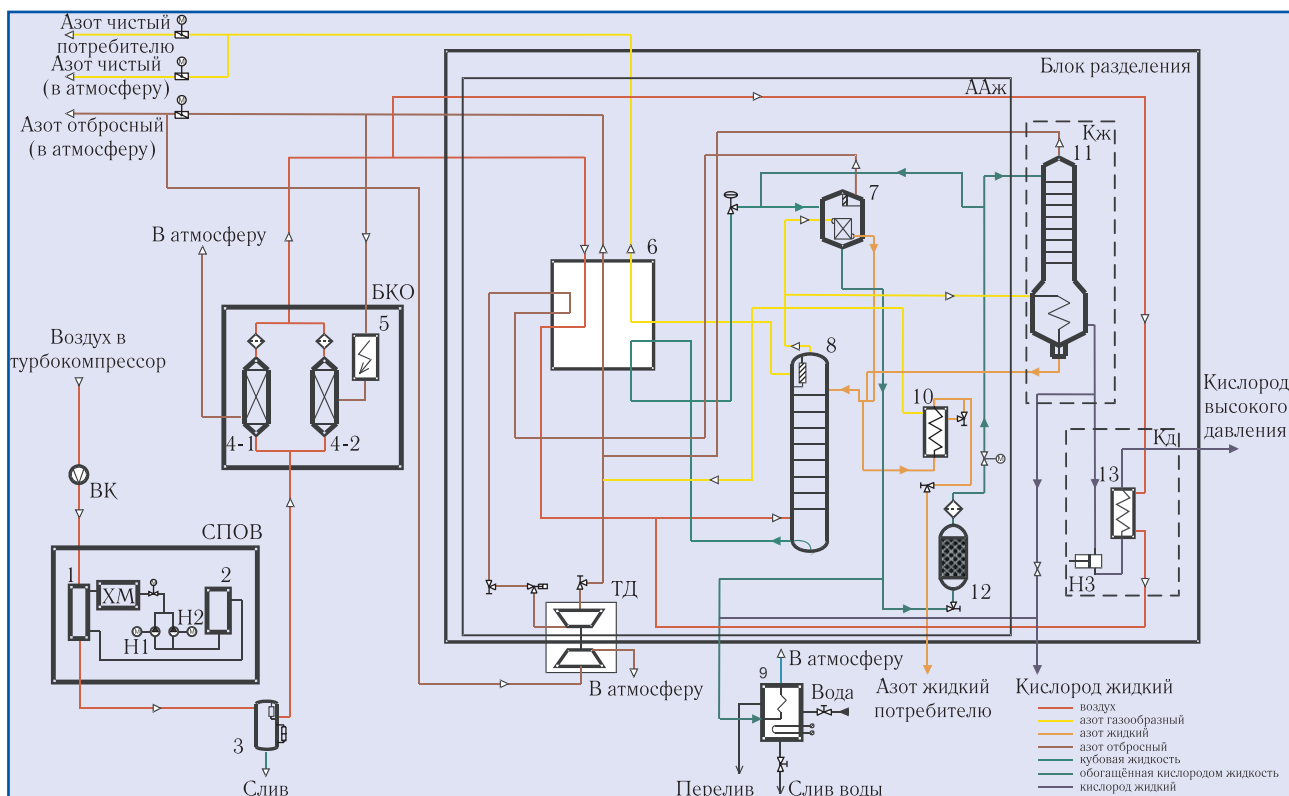 Азот чистый
потребителю
Азот чистый
(в атмосферу)
Азот отбросный
(в атмосферу)
М
М
М
Блок разделения
ААж
Кж
11
7
6
В атмосферу
БКО
5
4-1
4-2
Воздух в
турбокомпрессор
ВК
8
10
Кислород
высокого
давления
Кд
13
Н3
М
12
СПОВ
1
ХМ
2
Н1
Н2
М
М
ТД
3
Слив
В атмосферу
В атмосферу
9
Вода
Перелив
Слив воды
Азот жидкий
потребителю
Кислород жидкий
воздух
азот газообразный
азот жидкий
азот отбросный
кубовая жидкость
обогащённая кислородом жидкость
кислород жидкий